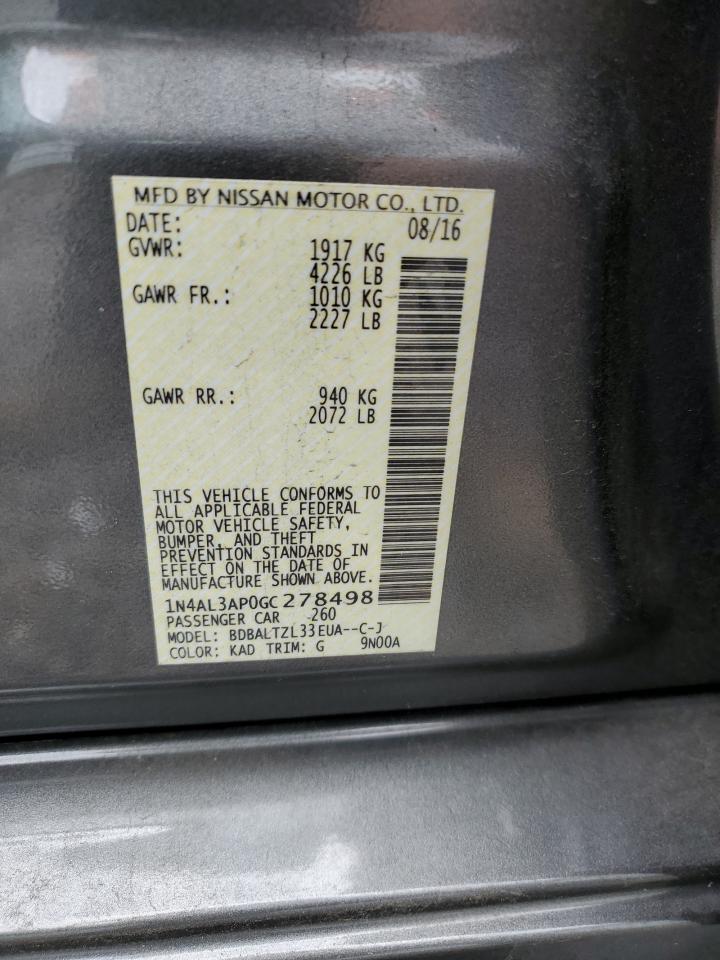 MFD BY NISSAN MOTOR CO., LTD.
DATE: 08/16
GVWR: 1917 KG
4226 LB
GAWR FR.: 1010 KG
2227 LB
GAWR RR.: 940 KG
2072 LB
THIS VEHICLE CONFORMS TO
ALL APPLICABLE FEDERAL
MOTOR VEHICLE SAFETY,
BUMPER, AND THEFT
PREVENTION STANDARDS IN
EFFECT ON THE DATE OF
MANUFACTURE SHOWN ABOVE.
1N4AL3AP0GC278498
PASSENGER CAR 260
MODEL: BDBALTZL33EUA--C-J
COLOR: KAD TRIM: G 9N00A